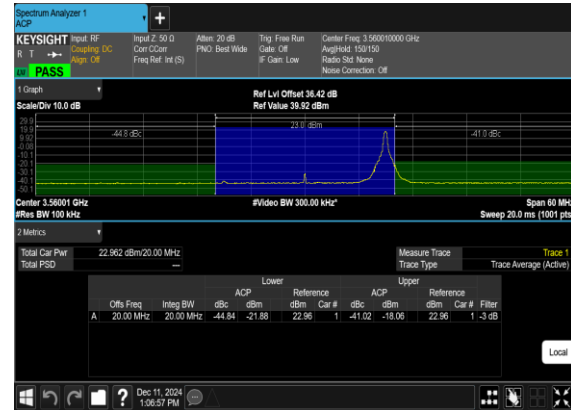 Spectrum Analyzer 1
ACP
+
KEYSIGHT
R T
LVI PASS
Input: RF
Coupling: DC
Align: Off
Input Z: 50 Ω
Corr CCorr
Freq Ref: Int (S)
Atten: 20 dB
PNO: Best Wide
Trig: Free Run
Gate: Off
IF Gain: Low
Center Freq: 3.560010000 GHz
Avg|Hold: 150/150
Radio Std: None
Noise Correction: Off
1 Graph
Scale/Div 10.0 dB
Ref Lvl Offset 36.42 dB
Ref Value 39.92 dBm
29.9
19.9
9.92
-0.08
-10.1
-20.1
-30.1
-40.1
-50.1
-44.8 dBc
23.0 dBm
-41.0 dBc
Center 3.56001 GHz
#Res BW 100 kHz
#Video BW 300.00 kHz*
Span 60 MHz
Sweep 20.0 ms (1001 pts
2 Metrics
Total Car Pwr 22.962 dBm/20.00 MHz
Total PSD ---
Measure Trace Trace 1
Trace Type Trace Average (Active)
Lower Upper
ACP Reference ACP Reference
Offs Freq Integ BW dBc dBm dBm Car # dBc dBm dBm Car # Filter
A 20.00 MHz 20.00 MHz -44.84 -21.88 22.96 1 -41.02 -18.06 22.96 1 -3 dB
Local
?
Dec 11, 2024
1:06:57 PM